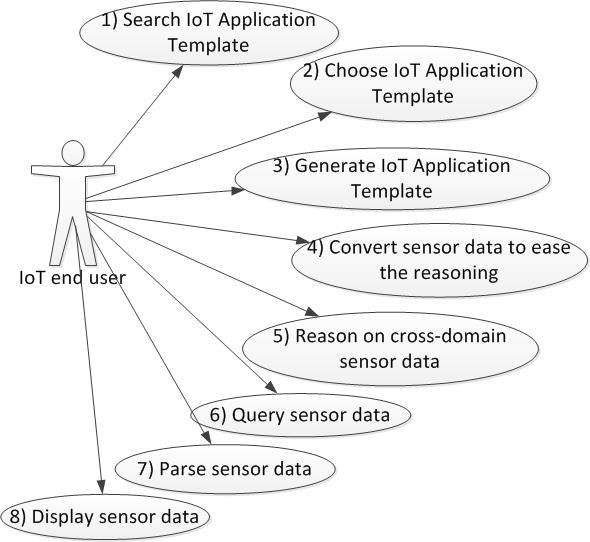 1) Search IoT Application
Template
2) Choose IoT Application
Template
3) Generate IoT Application
Template
4) Convert sensor data to ease
the reasoning
IoT end user
5) Reason on cross-domain
sensor data
6) Query sensor data
7) Parse sensor data
8) Display sensor data